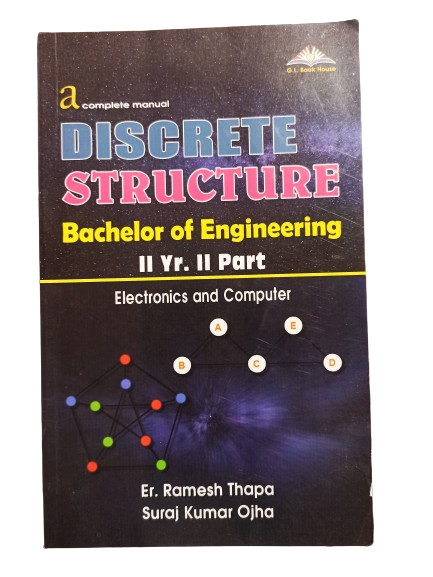 G.L. Book House
a complete manual
DISCRETE
STRUCTURE
Bachelor of Engineering
II Yr. II Part
Electronics and Computer
A
E
B
C
D
Er. Ramesh Thapa
Suraj Kumar Ojha